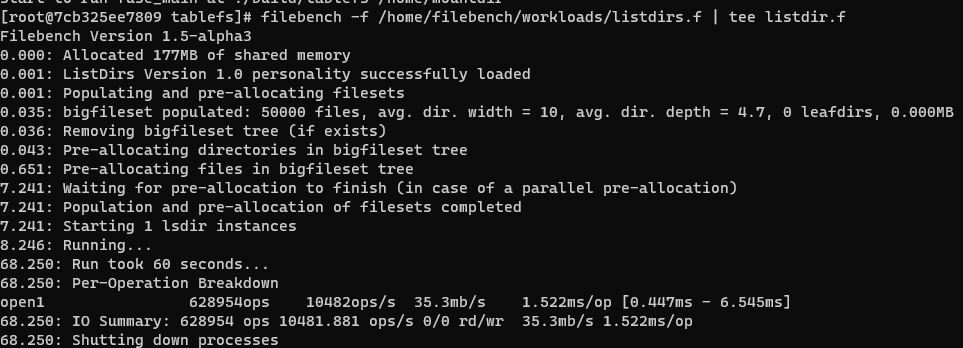 [root@7cb325ee7809 tablefs]# filebench -f /home/filebench/workloads/listdirs.f | tee listdir.f
Filebench Version 1.5-alpha3
0.000: Allocated 177MB of shared memory
0.001: ListDirs Version 1.0 personality successfully loaded
0.001: Populating and pre-allocating filesets
0.035: bigfileset populated: 50000 files, avg. dir. width = 10, avg. dir. depth = 4.7, 0 leafdirs, 0.000MB
0.036: Removing bigfileset tree (if exists)
0.043: Pre-allocating directories in bigfileset tree
0.651: Pre-allocating files in bigfileset tree
7.241: Waiting for pre-allocation to finish (in case of a parallel pre-allocation)
7.241: Population and pre-allocation of filesets completed
7.241: Starting 1 lsdir instances
8.246: Running...
68.250: Run took 60 seconds...
68.250: Per-Operation Breakdown
open1                628954ops    10482ops/s  35.3mb/s    1.522ms/op [0.447ms - 6.545ms]
68.250: IO Summary: 628954 ops 10481.881 ops/s 0/0 rd/wr  35.3mb/s 1.522ms/op
68.250: Shutting down processes